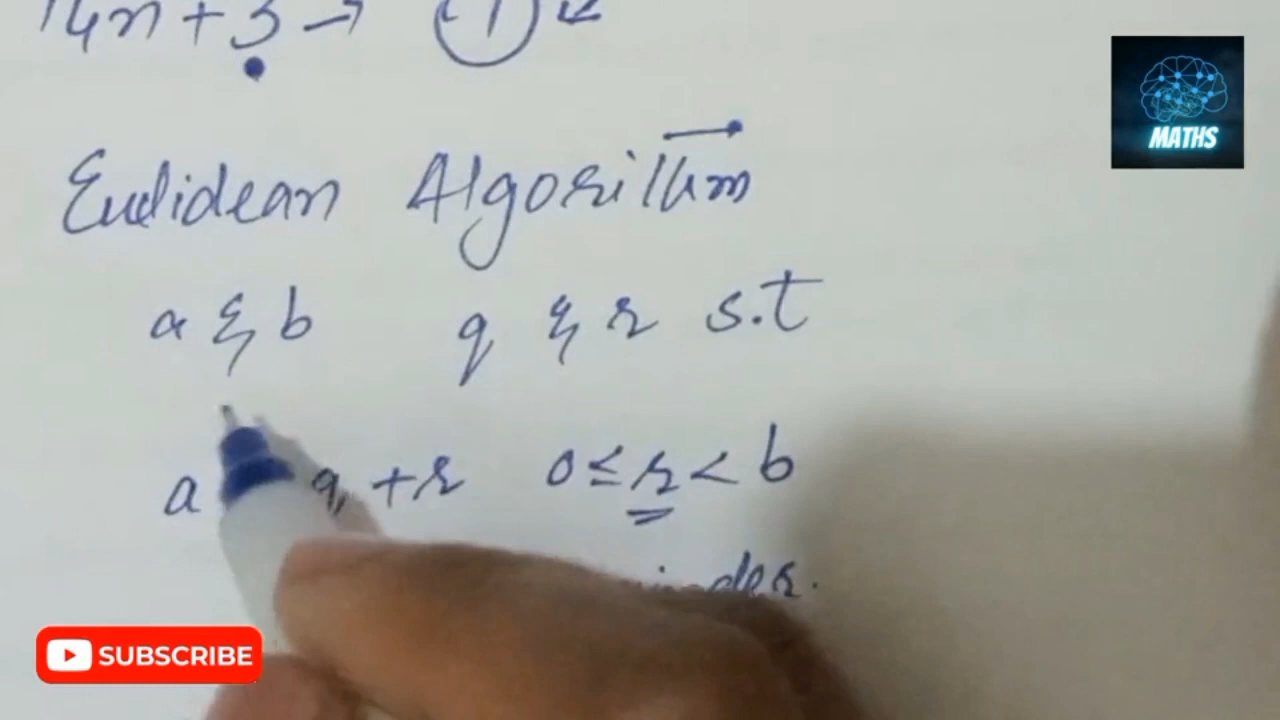 14n + 3 → 1
MATHS
Euclidean Algorithm
a & b q & r s.t
a q + r 0 ≤ r < b
SUBSCRIBE